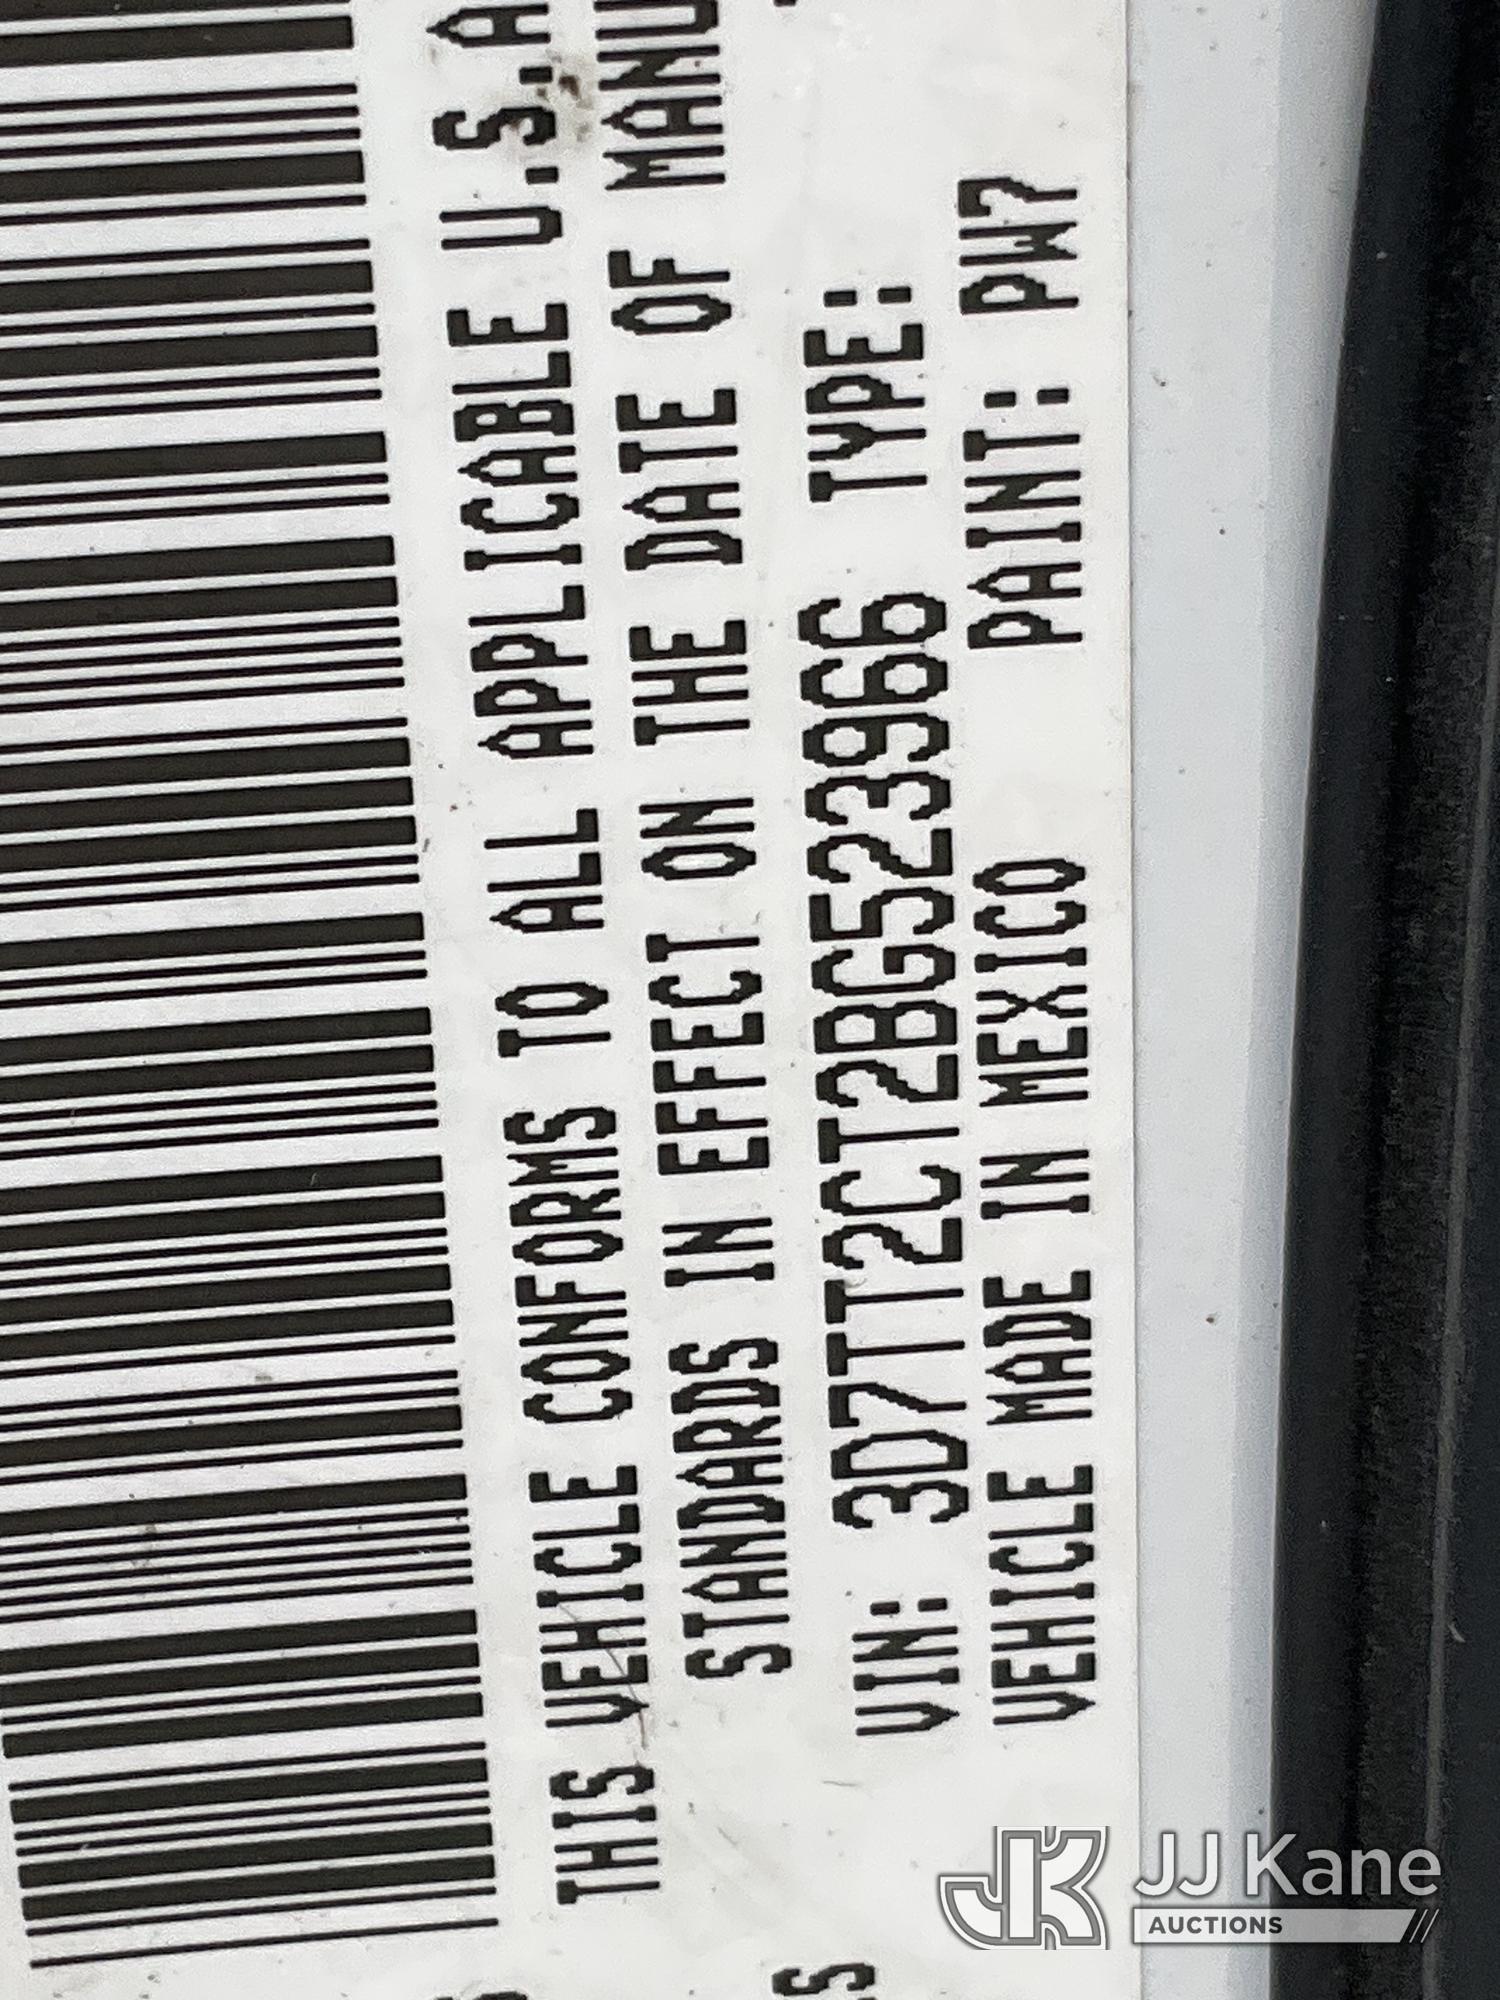 THIS VEHICLE CONFORMS TO ALL APPLICABLE U.S.A
STANDARDS IN EFFECT ON THE DATE OF MANU
VIN: 3D7TT2CT2BG523966 TYPE:
VEHICLE MADE IN MEXICO PAINT: PW7
JJ Kane
AUCTIONS